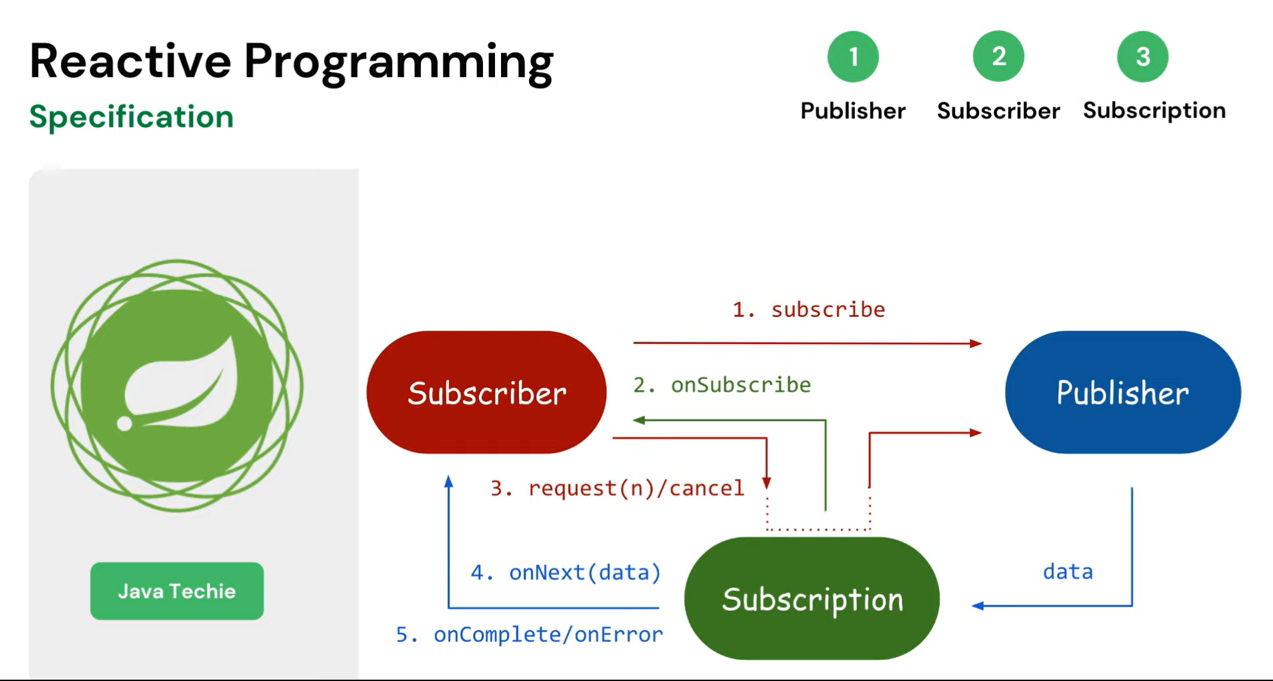 Reactive Programming
Specification
1
2
3
Publisher
Subscriber
Subscription
1. subscribe
Subscriber
2. onSubscribe
Publisher
3. request(n)/cancel
4. onNext(data)
Subscription
data
Java Techie
5. onComplete/onError